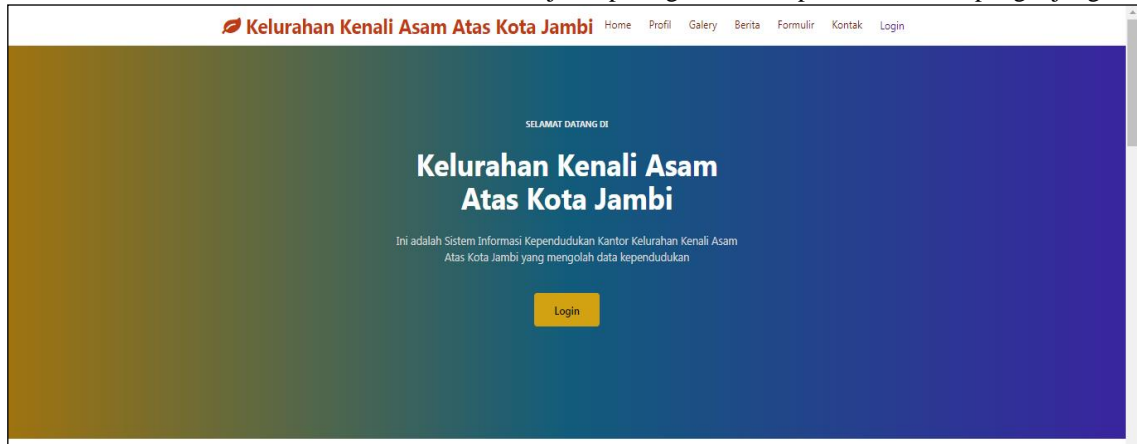 Kelurahan Kenali Asam Atas Kota Jambi Home Profil Galery Berita Formulir Kontak Login
SELAMAT DATANG DI
Kelurahan Kenali Asam
Atas Kota Jambi
Ini adalah Sistem Informasi Kependudukan Kantor Kelurahan Kenali Asam
Atas Kota Jambi yang mengolah data kependudukan
Login